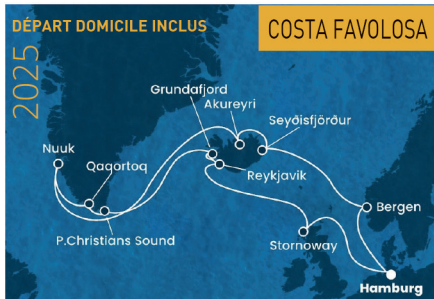 DÉPART DOMICILE INCLUS
COSTA FAVOLOSA
2025
Grundafjord
Akureyri
Seyðisfjörður
Nuuk
Qaqortoq
Reykjavik
P.Christians Sound
Bergen
Stornoway
Hamburg